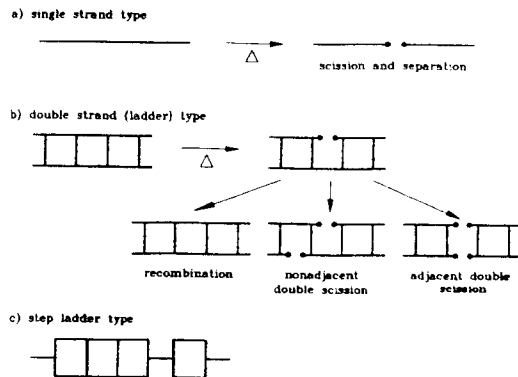 a) single strand type
△
scission and separation
b) double strand (ladder) type
△
recombination
nonadjacent
double scission
adjacent double
scission
c) step ladder type